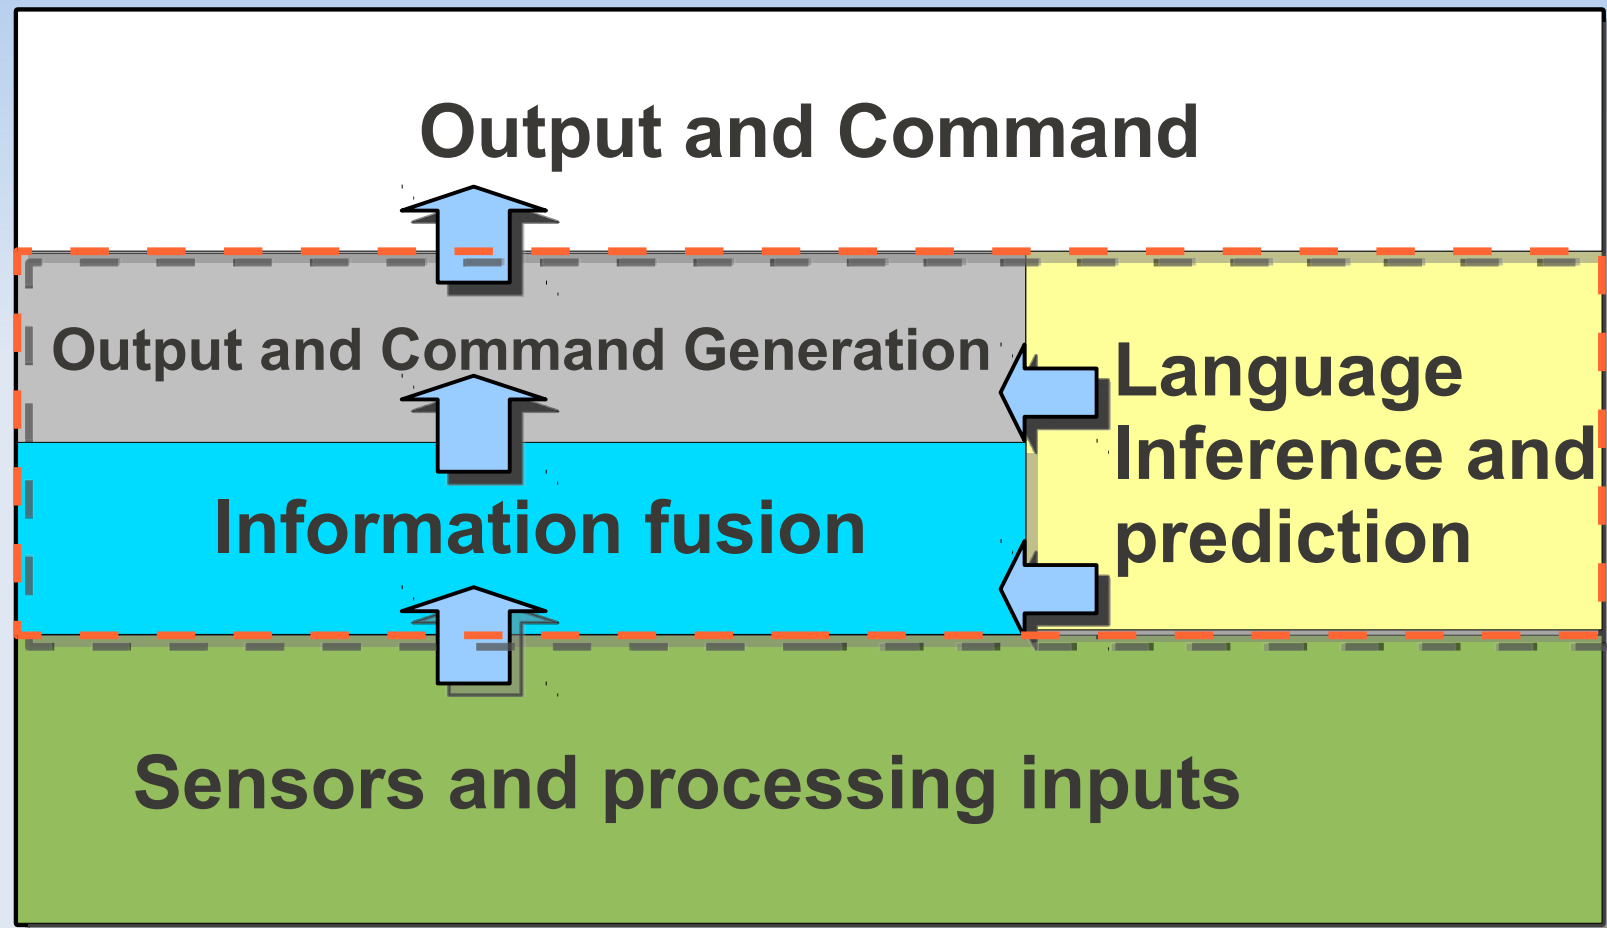 Output and Command
Output and Command Generation
Language
Inference and
prediction
Information fusion
Sensors and processing inputs